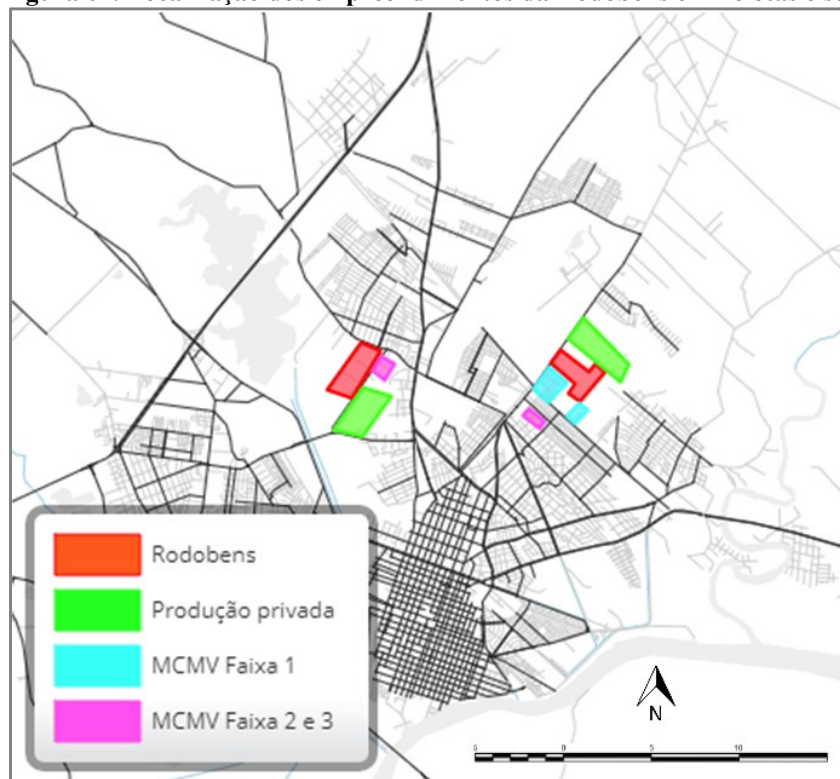 Rodobens
Produção privada
MCMV Faixa 1
MCMV Faixa 2 e 3
N
5 0 5 10